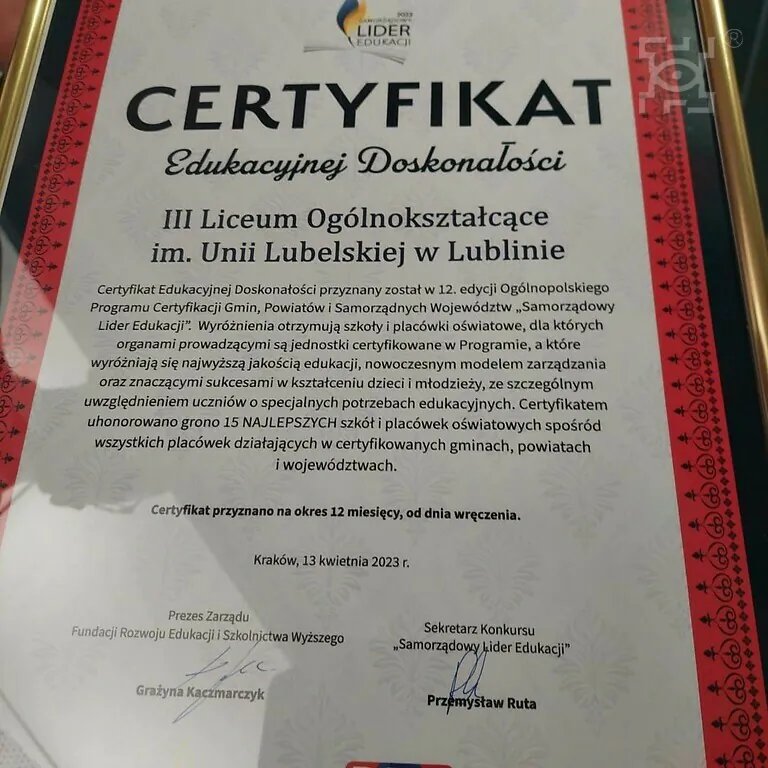 2023
SAMORZĄDOWY
LIDER
EDUKACJI
®
CERTYFIKAT
Edukacyjnej Doskonałości
III Liceum Ogólnokształcące
im. Unii Lubelskiej w Lublinie
Certyfikat Edukacyjnej Doskonałości przyznany został w 12. edycji Ogólnopolskiego
Programu Certyfikacji Gmin, Powiatów i Samorządnych Województw „Samorządowy
Lider Edukacji”. Wyróżnienia otrzymują szkoły i placówki oświatowe, dla których
organami prowadzącymi są jednostki certyfikowane w Programie, a które
wyróżniają się najwyższą jakością edukacji, nowoczesnym modelem zarządzania
oraz znaczącymi sukcesami w kształceniu dzieci i młodzieży, ze szczególnym
uwzględnieniem uczniów o specjalnych potrzebach edukacyjnych. Certyfikatem
uhonorowano grono 15 NAJLEPSZYCH szkół i placówek oświatowych spośród
wszystkich placówek działających w certyfikowanych gminach, powiatach
i województwach.
Certyfikat przyznano na okres 12 miesięcy, od dnia wręczenia.
Kraków, 13 kwietnia 2023 r.
Prezes Zarządu
Fundacji Rozwoju Edukacji i Szkolnictwa Wyższego
Grażyna Kaczmarczyk
Sekretarz Konkursu
„Samorządowy Lider Edukacji”
Przemysław Ruta